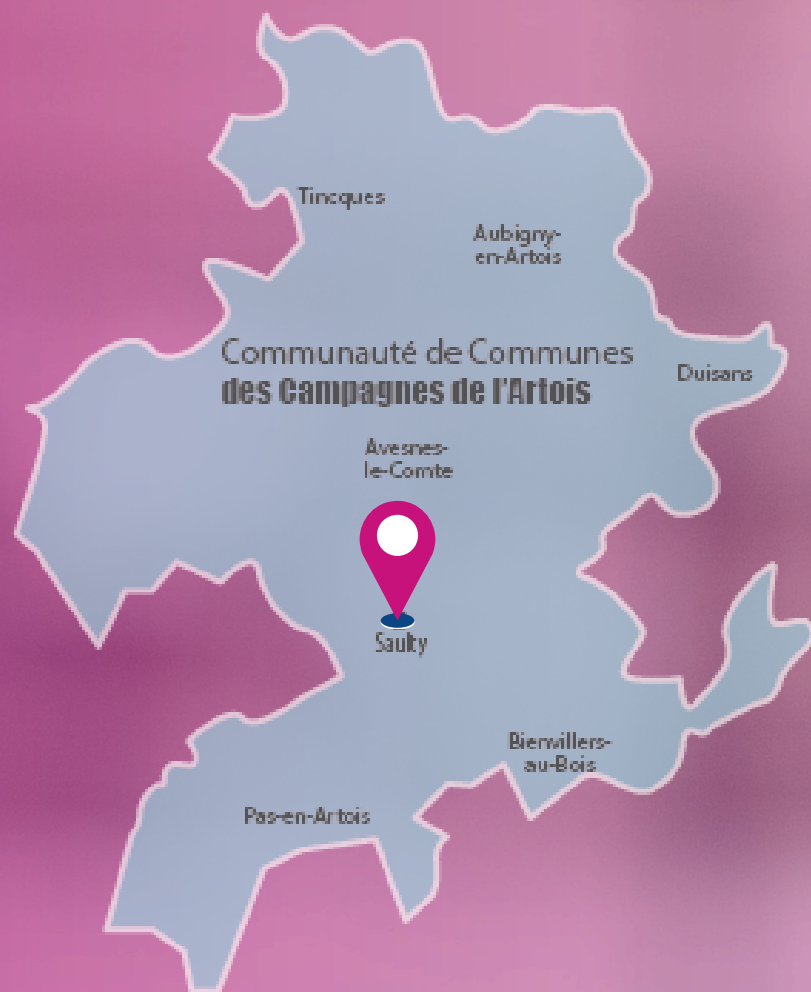 Tincques
Aubigny-
en-Artois
Communauté de Communes
des Campagnes de l'Artois
Duisans
Avesnes-
le-Comte
Saulty
Bienvillers-
au-Bois
Pas-en-Artois